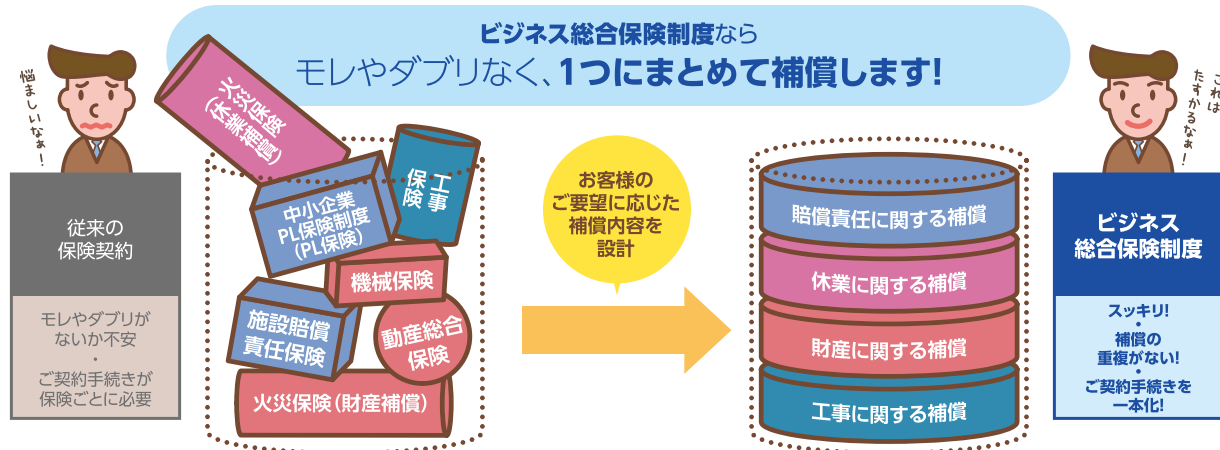 ビジネス総合保険制度なら
モレやダブりなく、1つにまとめて補償します!
悩ましいなぁ!
従来の
保険契約
モレやダブりが
ないか不安
・
ご契約手続きが
保険ごとに必要
火災保険
(休業補償)
工事
保険
中小企業
PL保険制度
(PL保険)
機械保険
施設賠償
責任保険
動産総合
保険
火災保険(財産補償)
お客様の
ご要望に応じた
補償内容を
設計
賠償責任に関する補償
休業に関する補償
財産に関する補償
工事に関する補償
これは
たすかるなぁ!
ビジネス
総合保険制度
スッキリ!
・
補償の
重複がない!
・
ご契約手続きを
一本化!